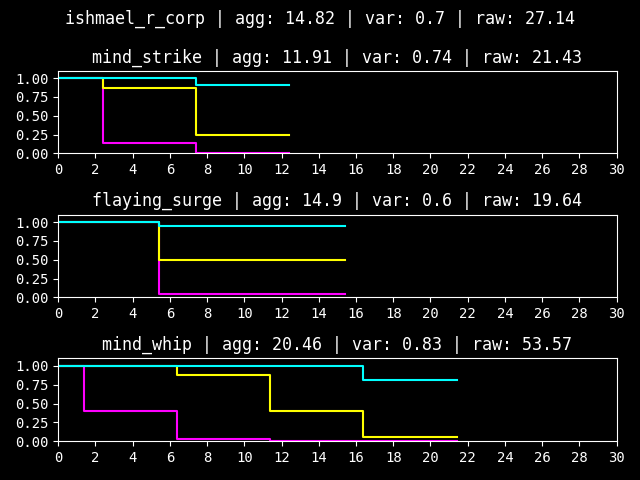 ishmael_r_corp | agg: 14.82 | var: 0.7 | raw: 27.14
mind_strike | agg: 11.91 | var: 0.74 | raw: 21.43
1.00
0.75
0.50
0.25
0.00
0 2 4 6 8 10 12 14 16 18 20 22 24 26 28 30
flaying_surge | agg: 14.9 | var: 0.6 | raw: 19.64
1.00
0.75
0.50
0.25
0.00
0 2 4 6 8 10 12 14 16 18 20 22 24 26 28 30
mind_whip | agg: 20.46 | var: 0.83 | raw: 53.57
1.00
0.75
0.50
0.25
0.00
0 2 4 6 8 10 12 14 16 18 20 22 24 26 28 30